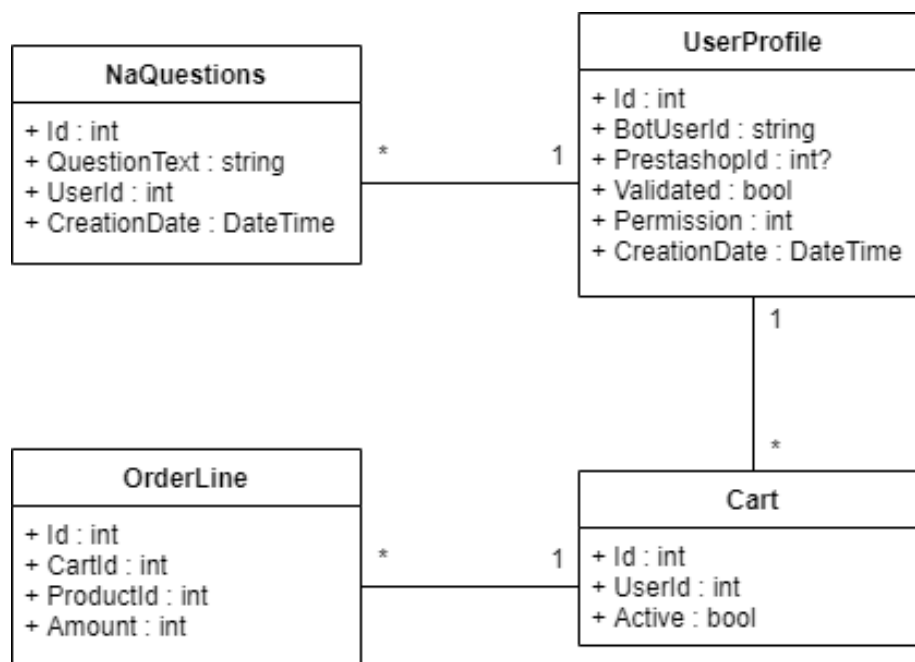 NaQuestions
+ Id : int
+ QuestionText : string
+ UserId : int
+ CreationDate : DateTime
* 1
UserProfile
+ Id : int
+ BotUserId : string
+ PrestashopId : int?
+ Validated : bool
+ Permission : int
+ CreationDate : DateTime
1
*
OrderLine
+ Id : int
+ CartId : int
+ ProductId : int
+ Amount : int
* 1
Cart
+ Id : int
+ UserId : int
+ Active : bool